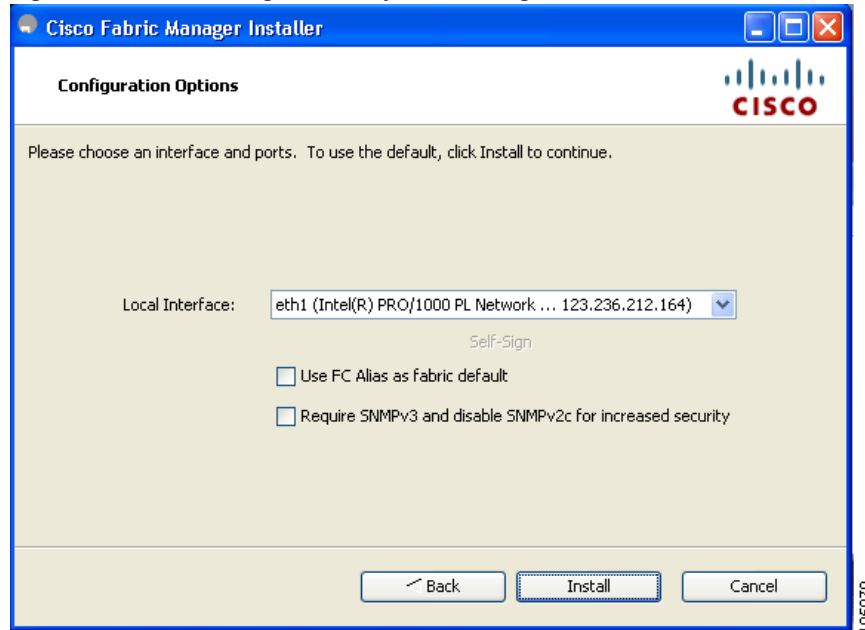 Cisco Fabric Manager Installer
Configuration Options
CISCO
Please choose an interface and ports. To use the default, click Install to continue.
Local Interface: eth1 (Intel(R) PRO/1000 PL Network ... 123.236.212.164)
Self-Sign
Use FC Alias as fabric default
Require SNMPv3 and disable SNMPv2c for increased security
< Back Install Cancel